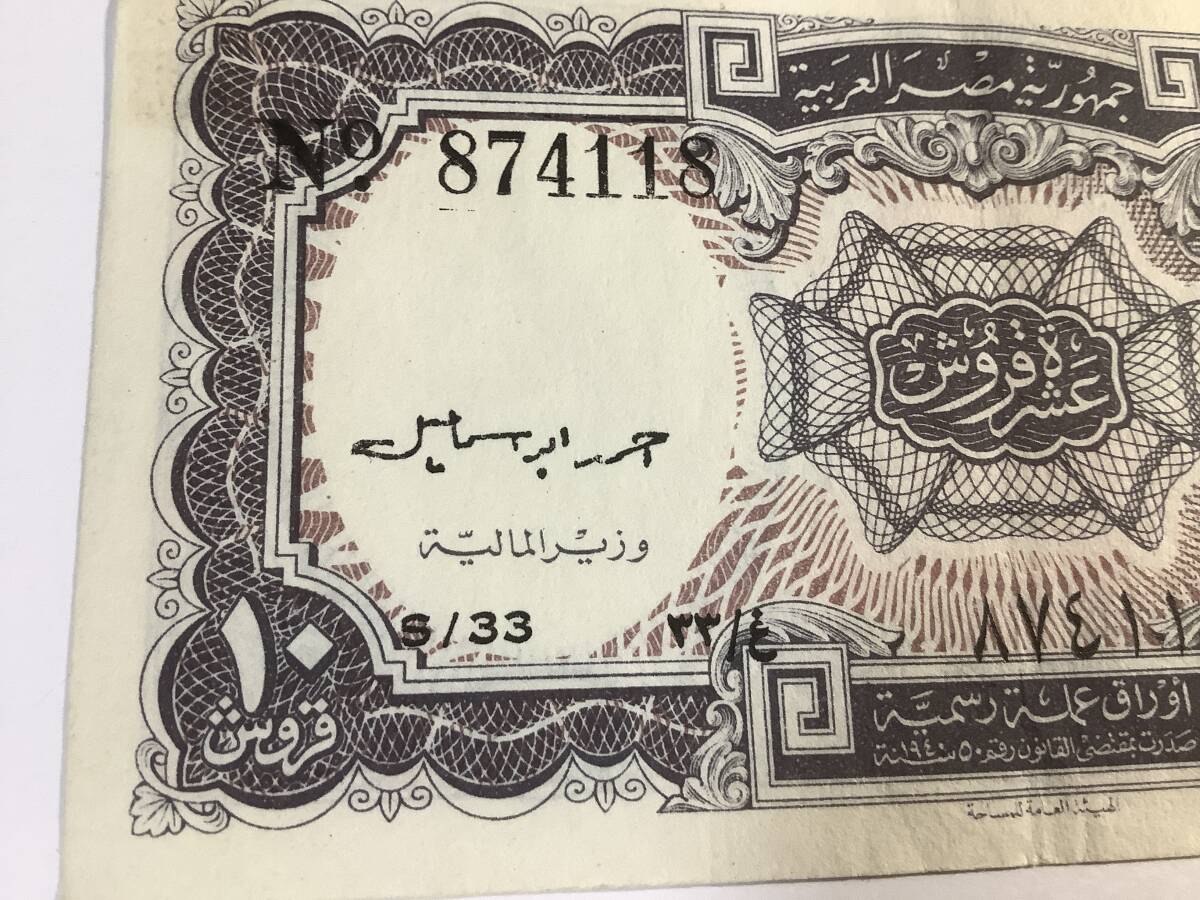 جمهورية مصر العربية
No. 874118
عشرة قروش
وزير المالية
S/33
٣٣/غ
٨٧٤١١
١٠
قروش
أوراق عملة رسمية
صدرت بمقتضى القانون رقم ٥٠ سنة ١٩٤٠
الهيئة العامة للمساحة